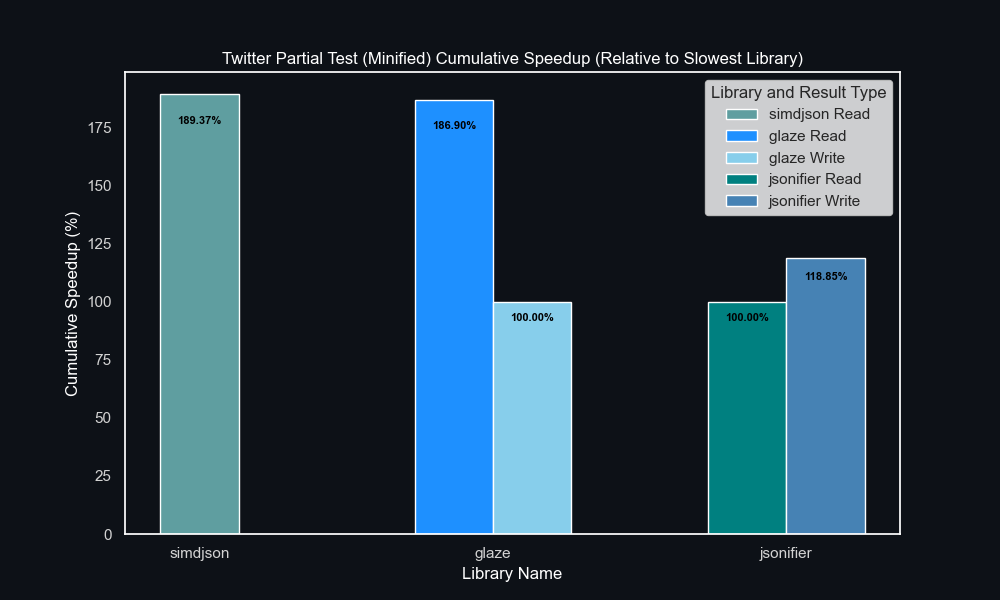 Twitter Partial Test (Minified) Cumulative Speedup (Relative to Slowest Library)
Library and Result Type
simdjson Read
glaze Read
glaze Write
jsonifier Read
jsonifier Write
Cumulative Speedup (%)
175
150
125
100
75
50
25
0
189.37%
186.90%
100.00%
100.00%
118.85%
simdjson
glaze
jsonifier
Library Name